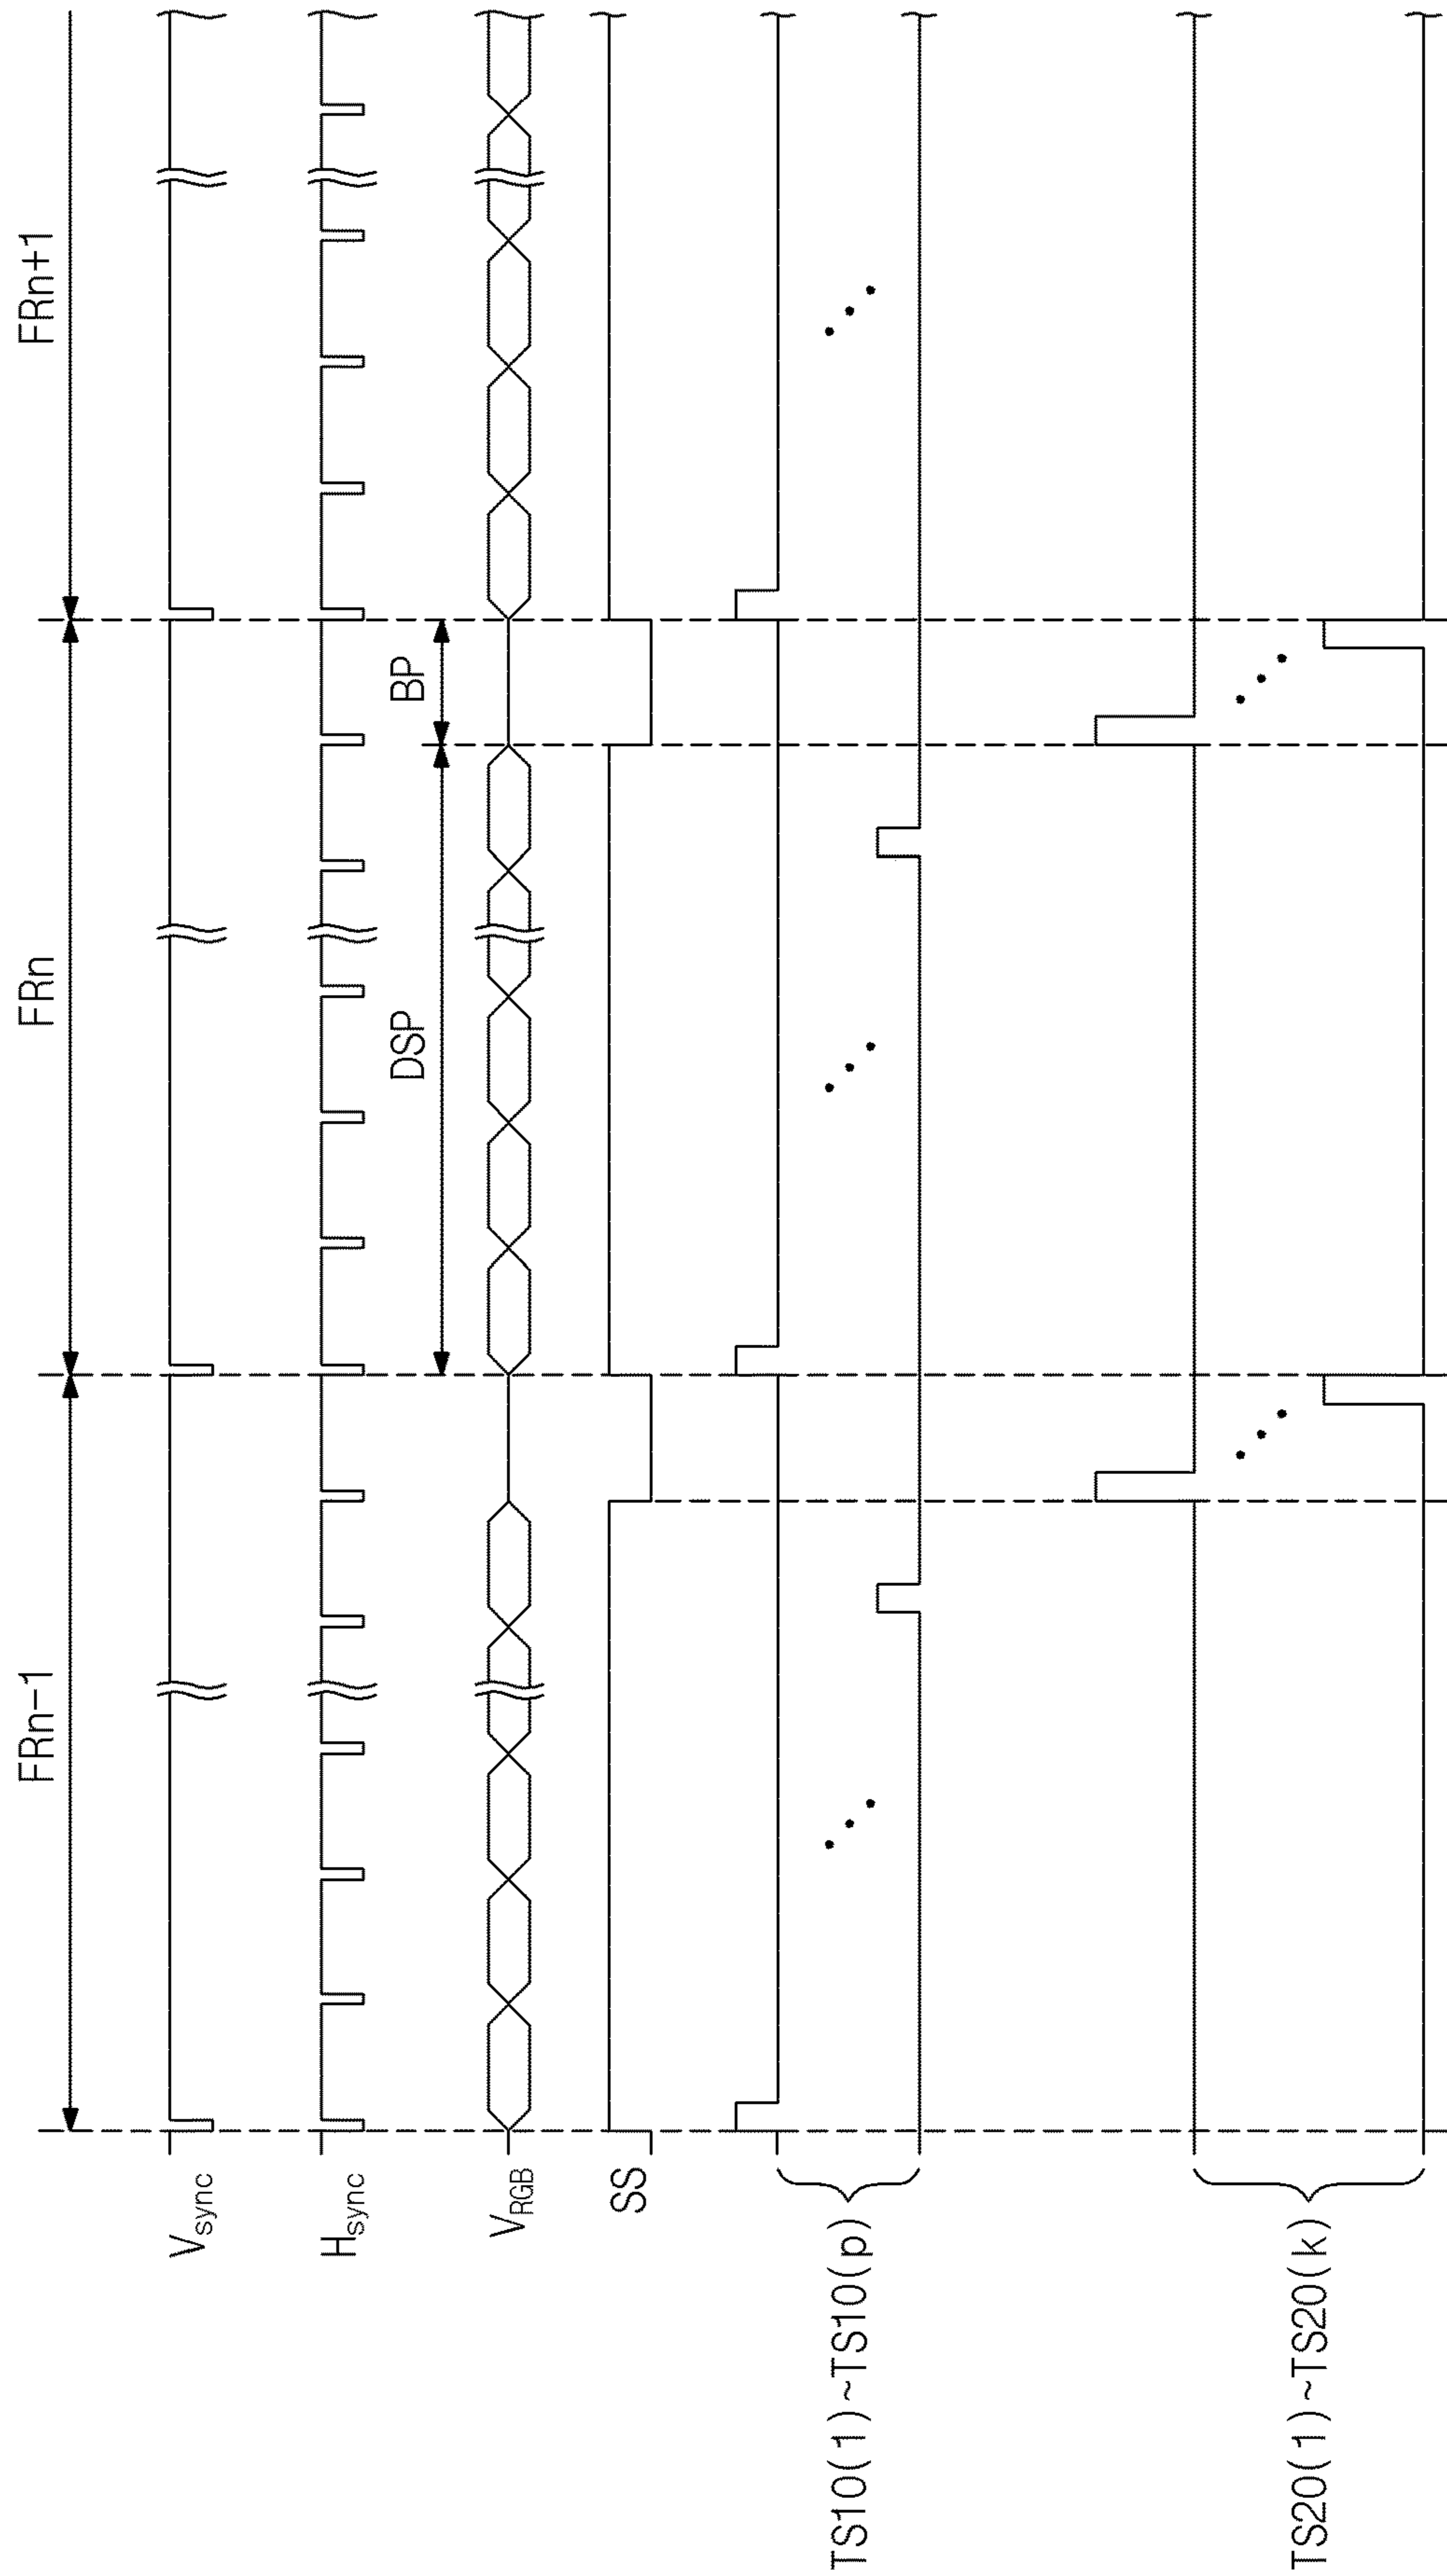 FRn-1
FRn
FRn+1
Vsync
Hsync
DSP
BP
VRGB
SS
TS10(1)~TS10(p)
TS20(1)~TS20(k)